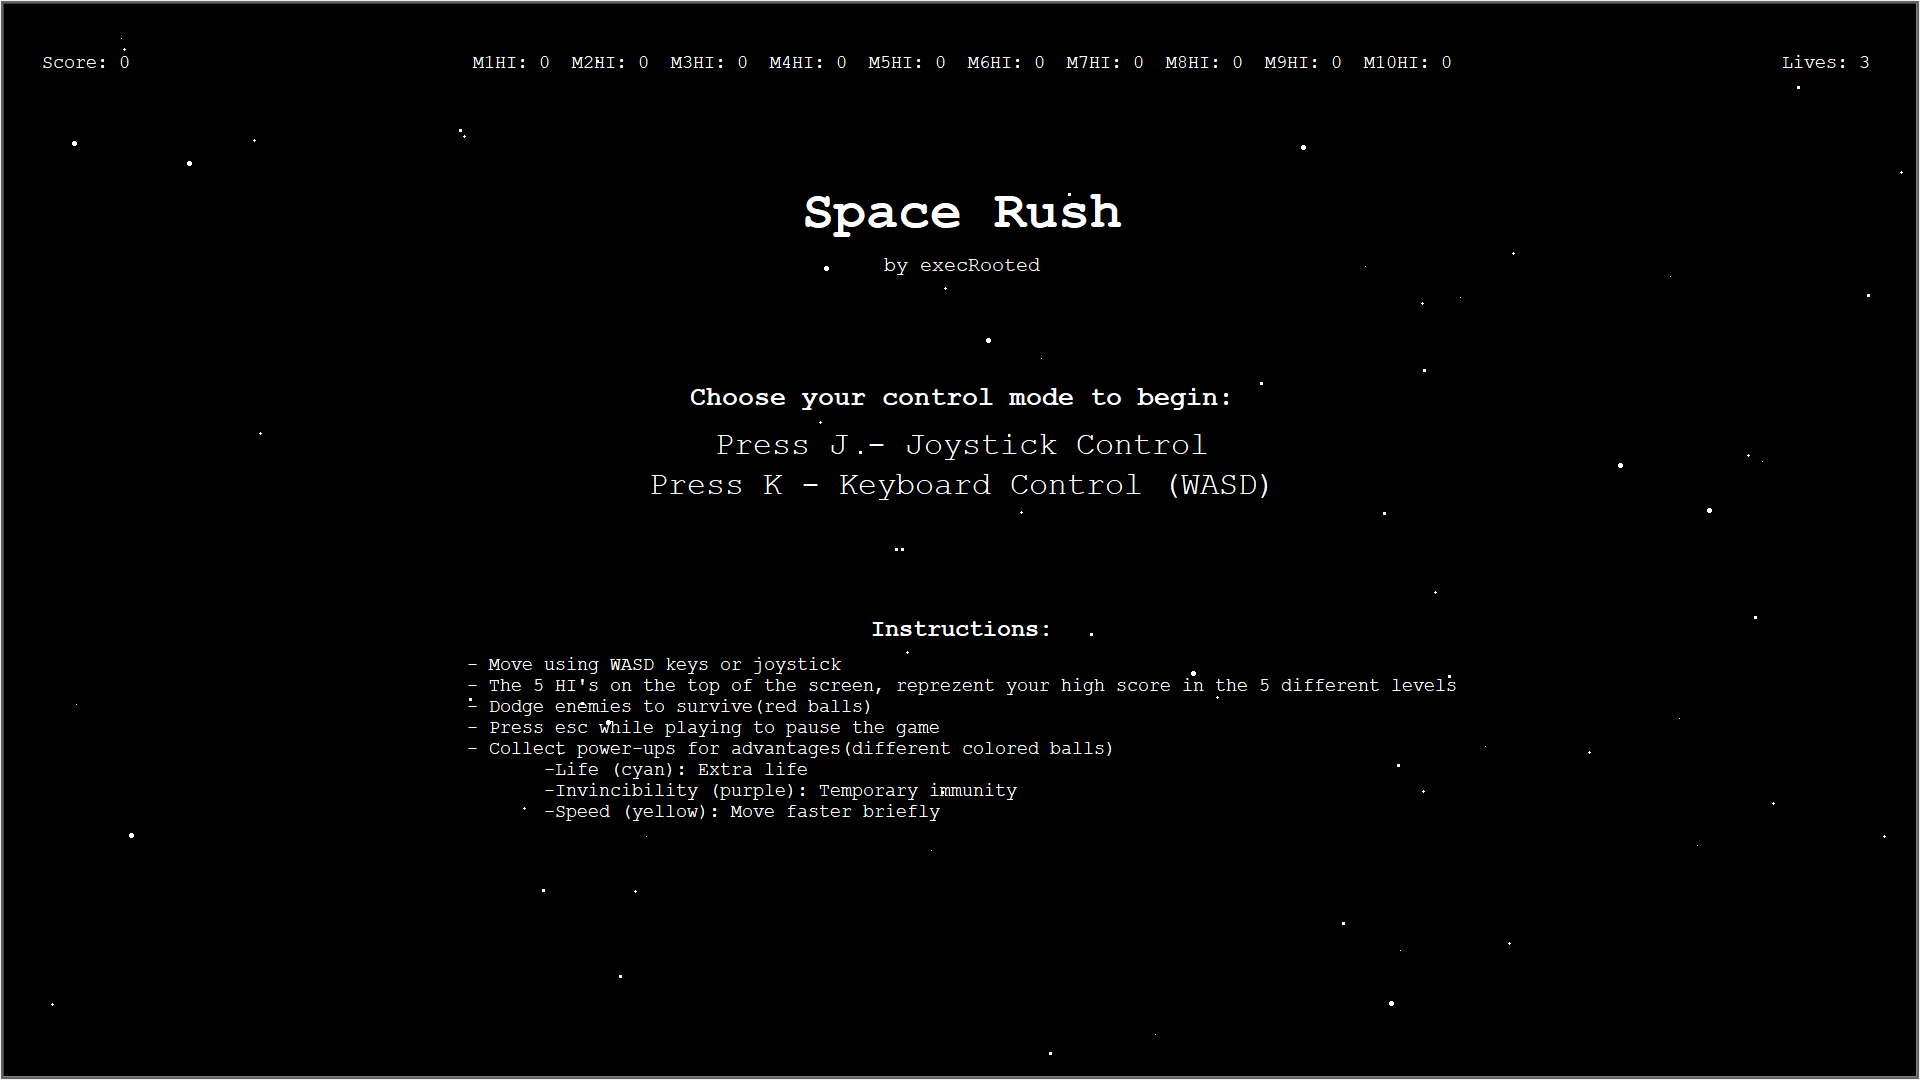 Score: 0 M1HI: 0 M2HI: 0 M3HI: 0 M4HI: 0 M5HI: 0 M6HI: 0 M7HI: 0 M8HI: 0 M9HI: 0 M10HI: 0 Lives: 3
Space Rush
by execRooted
Choose your control mode to begin:
Press J - Joystick Control
Press K - Keyboard Control (WASD)
Instructions:
- Move using WASD keys or joystick
- The 5 HI's on the top of the screen, reprezent your high score in the 5 different levels
- Dodge enemies to survive(red balls)
- Press esc while playing to pause the game
- Collect power-ups for advantages(different colored balls)
-Life (cyan): Extra life
-Invincibility (purple): Temporary immunity
-Speed (yellow): Move faster briefly